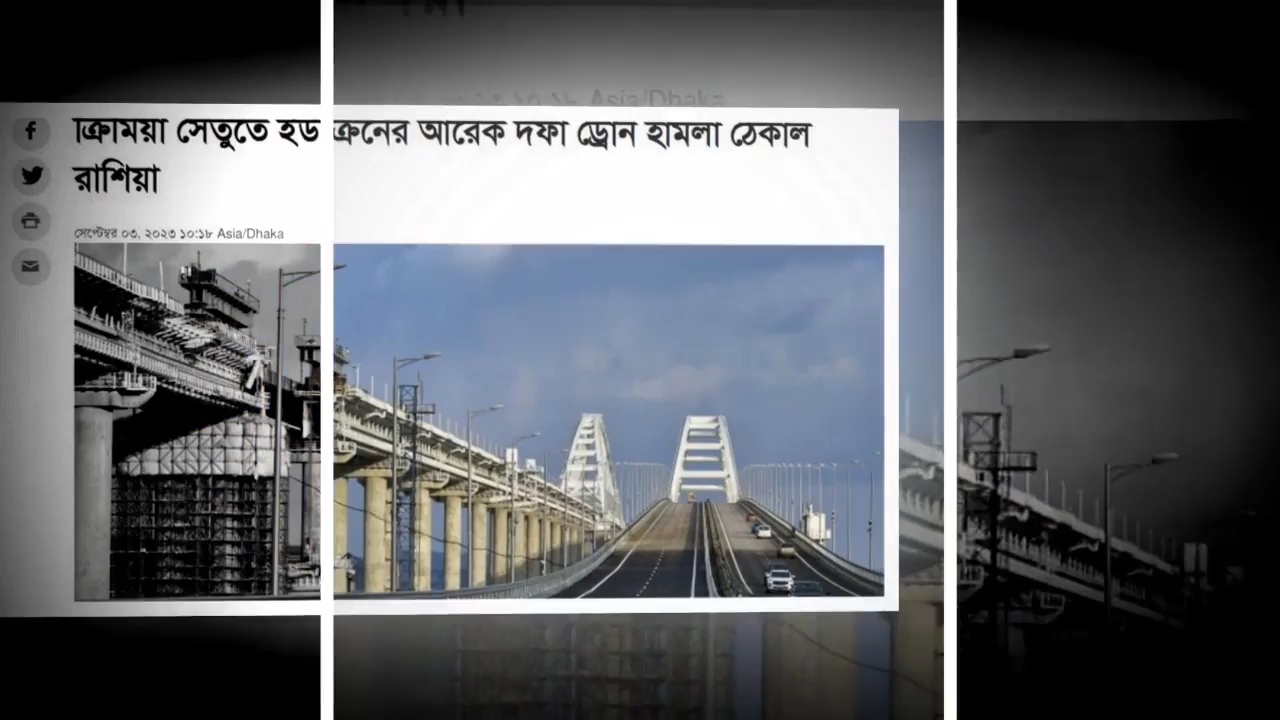 সেতুতে ক্রেনের আরেক দফা ড্রোন হামলা ঠেকাল
রাশিয়া
সেপ্টেম্বর ০৩, ২০২৩ ১০:১৮ Asia/Dhaka